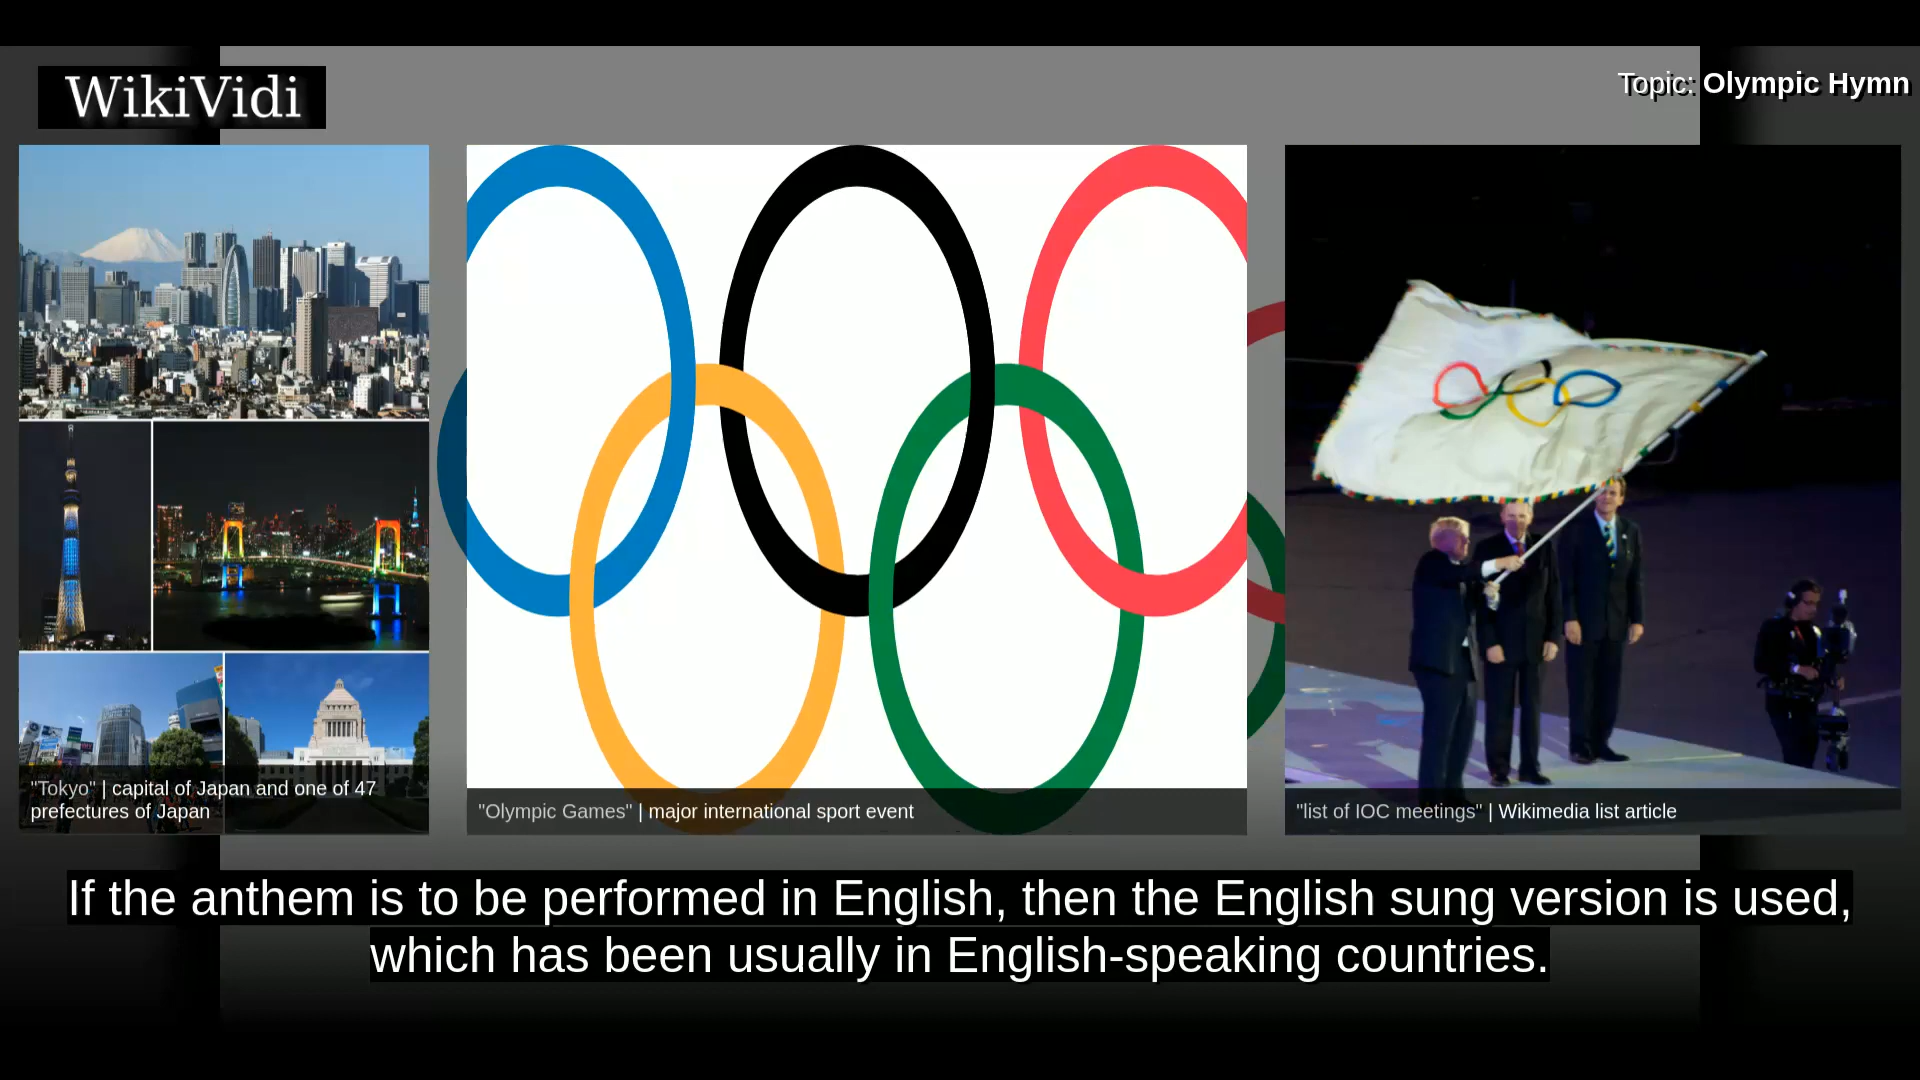 WikiVidi
Topic: Olympic Hymn
"Tokyo" | capital of Japan and one of 47
prefectures of Japan
"Olympic Games" | major international sport event
"list of IOC meetings" | Wikimedia list article
If the anthem is to be performed in English, then the English sung version is used,
which has been usually in English-speaking countries.